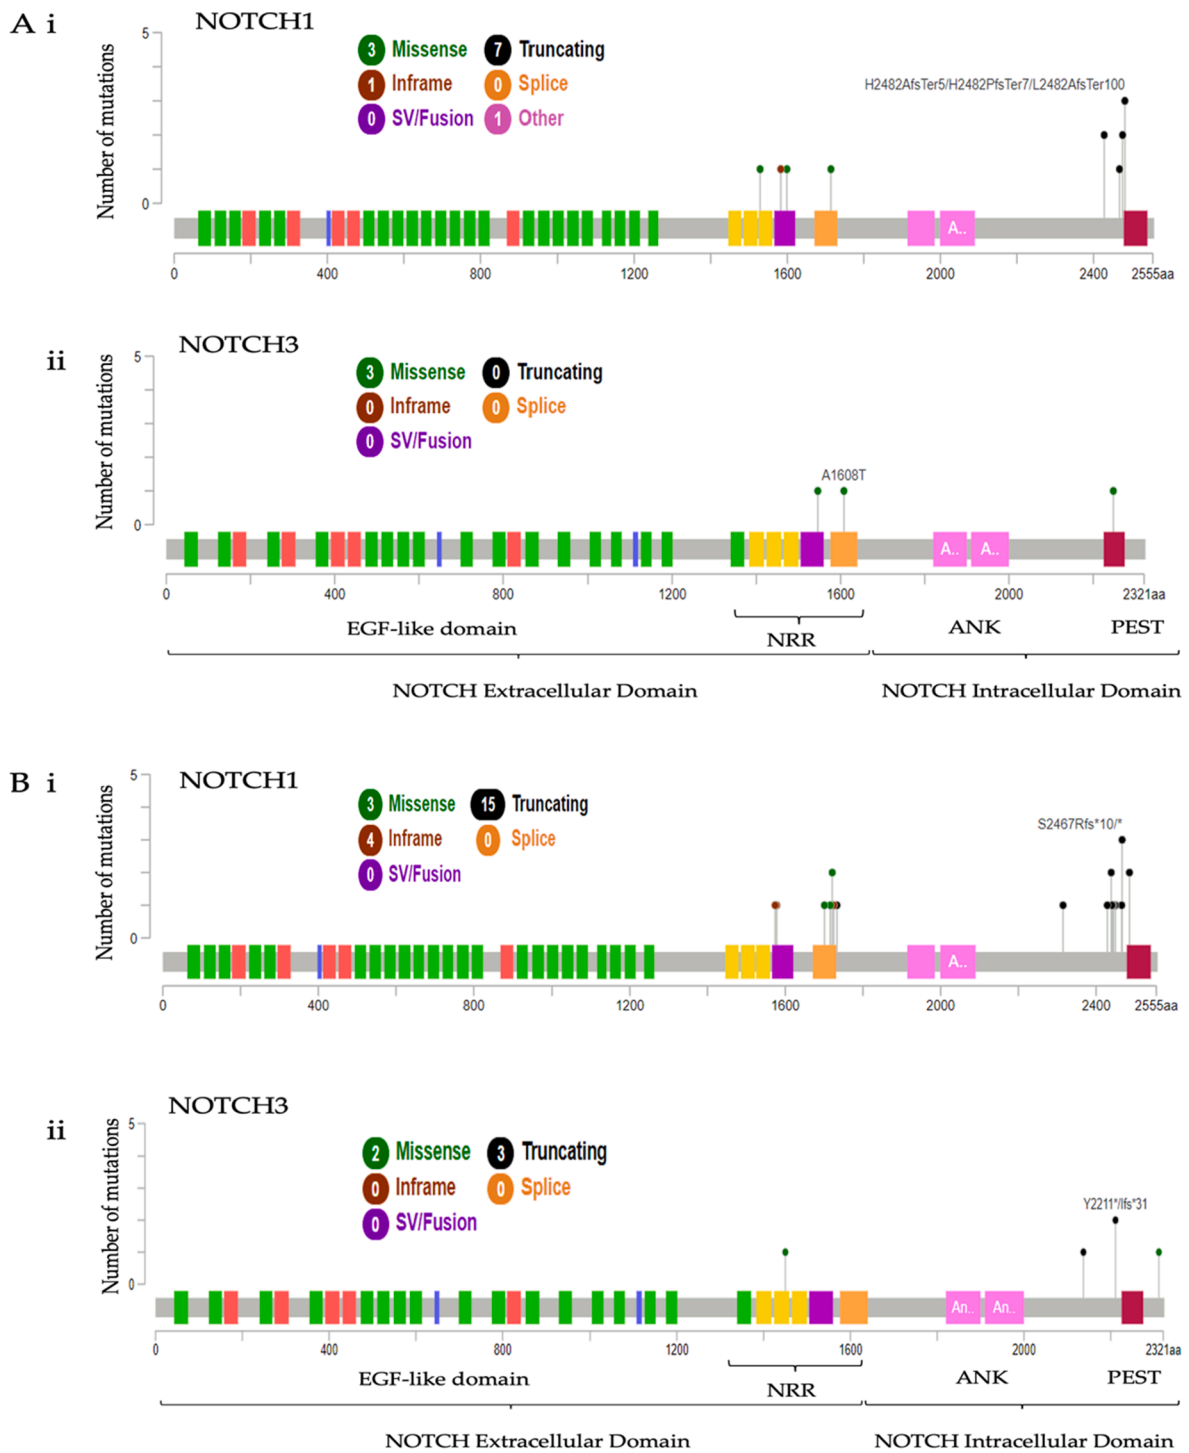 A i
NOTCH1
5
0
Number of mutations
3 Missense 7 Truncating
1 Inframe 0 Splice
0 SV/Fusion 1 Other
H2482AfsTer5/H2482PfsTer7/L2482AfsTer100
A..
0 400 800 1200 1600 2000 2400 2555aa
ii
NOTCH3
5
0
Number of mutations
3 Missense 0 Truncating
0 Inframe 0 Splice
0 SV/Fusion
A1608T
A.. A..
0 400 800 1200 1600 2000 2321aa
EGF-like domain NRR ANK PEST
NOTCH Extracellular Domain NOTCH Intracellular Domain
B i
NOTCH1
5
0
Number of mutations
3 Missense 15 Truncating
4 Inframe 0 Splice
0 SV/Fusion
S2467Rfs*10/*
A..
0 400 800 1200 1600 2000 2400 2555aa
ii
NOTCH3
5
0
Number of mutations
2 Missense 3 Truncating
0 Inframe 0 Splice
0 SV/Fusion
Y2211*/Ifs*31
An.. An..
0 400 800 1200 1600 2000 2321aa
EGF-like domain NRR ANK PEST
NOTCH Extracellular Domain NOTCH Intracellular Domain